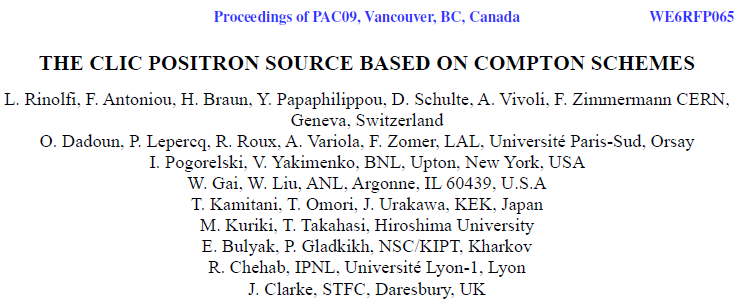 Proceedings of PAC09, Vancouver, BC, Canada WE6RFP065
THE CLIC POSITRON SOURCE BASED ON COMPTON SCHEMES
L. Rinolfi, F. Antoniou, H. Braun, Y. Papaphilippou, D. Schulte, A. Vivoli, F. Zimmermann CERN,
Geneva, Switzerland
O. Dadoun, P. Lepercq, R. Roux, A. Variola, F. Zomer, LAL, Université Paris-Sud, Orsay
I. Pogorelski, V. Yakimenko, BNL, Upton, New York, USA
W. Gai, W. Liu, ANL, Argonne, IL 60439, U.S.A
T. Kamitani, T. Omori, J. Urakawa, KEK, Japan
M. Kuriki, T. Takahasi, Hiroshima University
E. Bulyak, P. Gladkikh, NSC/KIPT, Kharkov
R. Chehab, IPNL, Université Lyon-1, Lyon
J. Clarke, STFC, Daresbury, UK